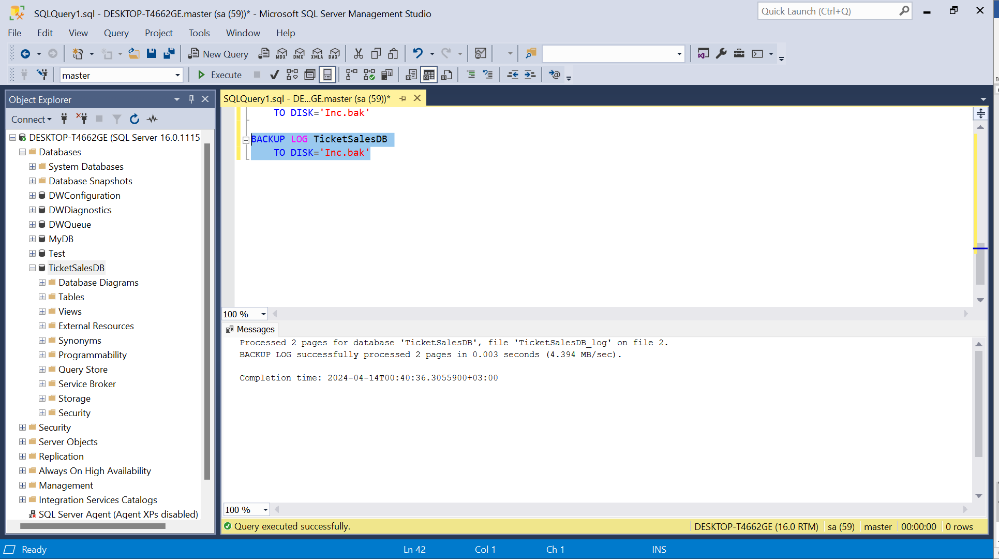 SQLQuery1.sql - DESKTOP-T4662GE.master (sa (59))* - Microsoft SQL Server Management Studio
Quick Launch (Ctrl+Q)
File Edit View Query Project Tools Window Help
New Query MDX DMX XMLA DAX
master Execute
Object Explorer
Connect
DESKTOP-T4662GE (SQL Server 16.0.1115
Databases
System Databases
Database Snapshots
DWConfiguration
DWDiagnostics
DWQueue
MyDB
Test
TicketSalesDB
Database Diagrams
Tables
Views
External Resources
Synonyms
Programmability
Query Store
Service Broker
Storage
Security
Security
Server Objects
Replication
Always On High Availability
Management
Integration Services Catalogs
SQL Server Agent (Agent XPs disabled)
SQLQuery1.sql - DE...GE.master (sa (59))*
TO DISK='Inc.bak'
BACKUP LOG TicketSalesDB
TO DISK='Inc.bak'
100 %
Messages
Processed 2 pages for database 'TicketSalesDB', file 'TicketSalesDB_log' on file 2.
BACKUP LOG successfully processed 2 pages in 0.003 seconds (4.394 MB/sec).
Completion time: 2024-04-14T00:40:36.3055900+03:00
100 %
Query executed successfully.
DESKTOP-T4662GE (16.0 RTM) sa (59) master 00:00:00 0 rows
Ready Ln 42 Col 1 Ch 1 INS